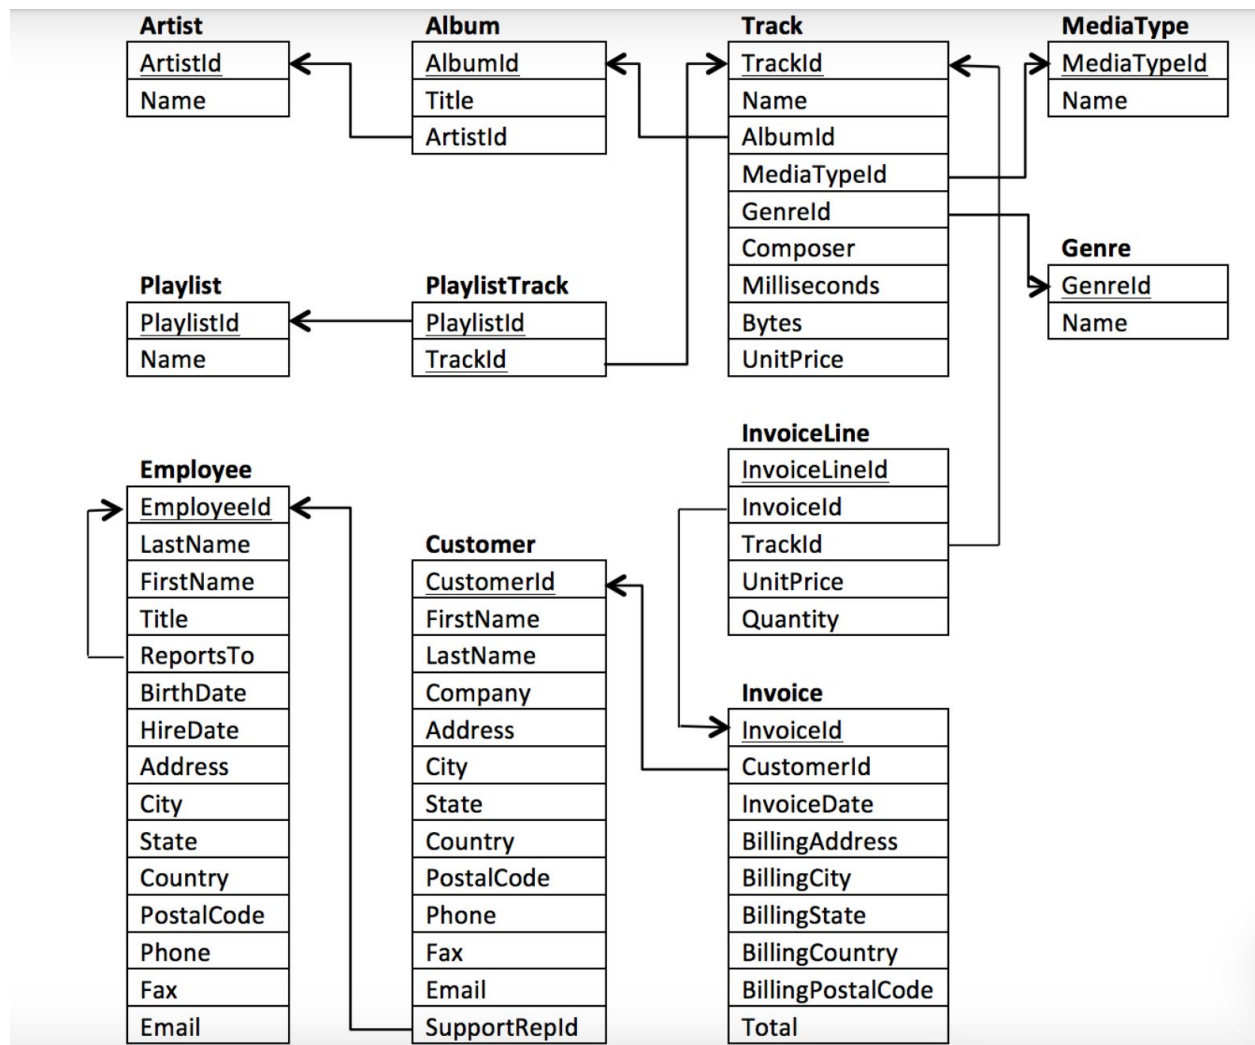 Artist
ArtistId
Name
Album
AlbumId
Title
ArtistId
Track
TrackId
Name
AlbumId
MediaTypeId
GenreId
Composer
Milliseconds
Bytes
UnitPrice
MediaType
MediaTypeId
Name
Genre
GenreId
Name
Playlist
PlaylistId
Name
PlaylistTrack
PlaylistId
TrackId
Employee
EmployeeId
LastName
FirstName
Title
ReportsTo
BirthDate
HireDate
Address
City
State
Country
PostalCode
Phone
Fax
Email
Customer
CustomerId
FirstName
LastName
Company
Address
City
State
Country
PostalCode
Phone
Fax
Email
SupportRepId
InvoiceLine
InvoiceLineId
InvoiceId
TrackId
UnitPrice
Quantity
Invoice
InvoiceId
CustomerId
InvoiceDate
BillingAddress
BillingCity
BillingState
BillingCountry
BillingPostalCode
Total